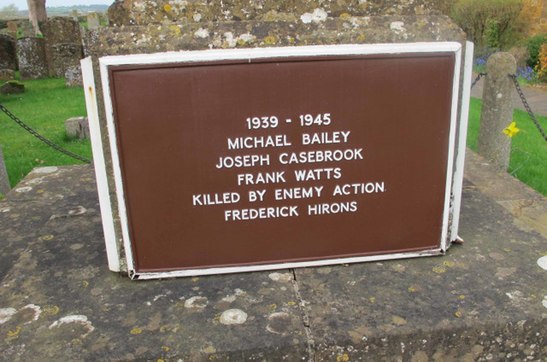 1939 - 1945
MICHAEL BAILEY
JOSEPH CASEBROOK
FRANK WATTS
KILLED BY ENEMY ACTION
FREDERICK HIRONS